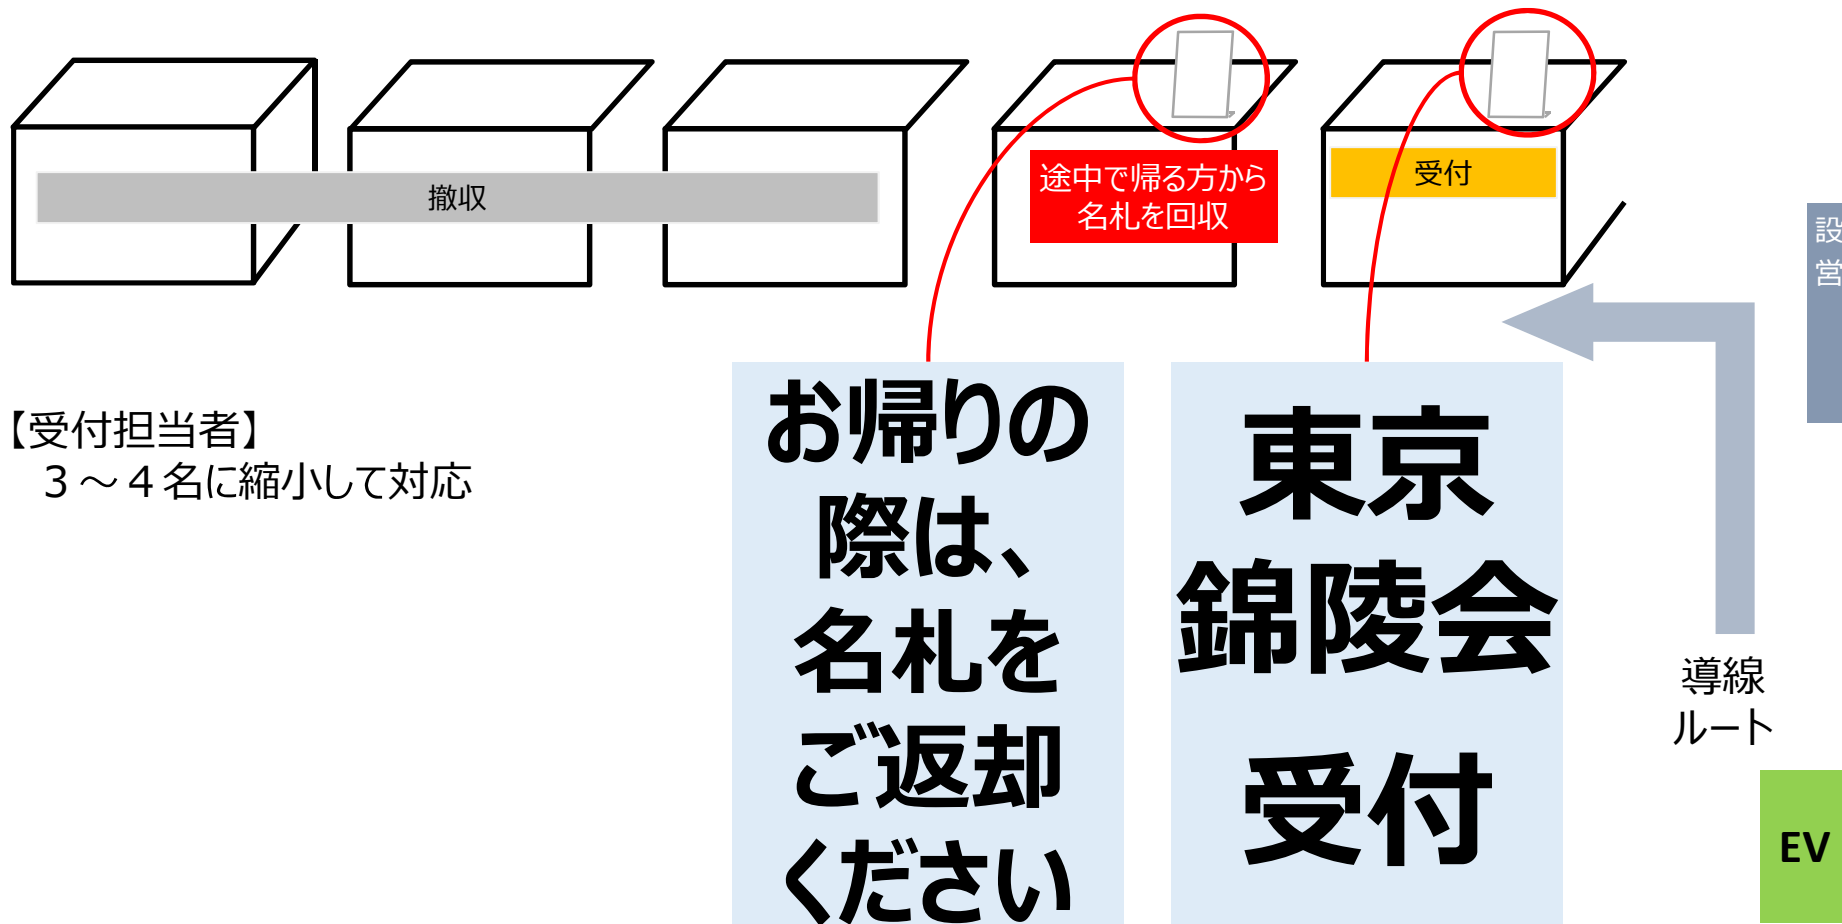 撤収
途中で帰る方から
名札を回収
受付
設
営
【受付担当者】
３～４名に縮小して対応
お帰りの
際は、
名札を
ご返却
ください
東京
錦陵会
受付
導線
ルート
EV